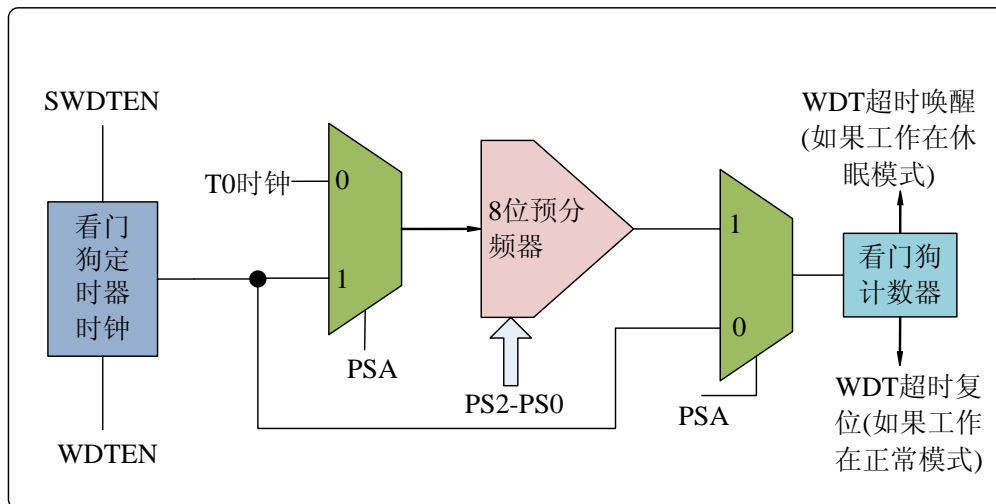 SWDTEN
看门
狗定
时器
时钟
WDTEN
T0时钟
0
1
PSA
8位预分
频器
PS2-PS0
1
0
PSA
WDT超时唤醒
(如果工作在休
眠模式)
看门狗
计数器
WDT超时复
位(如果工作
在正常模式)